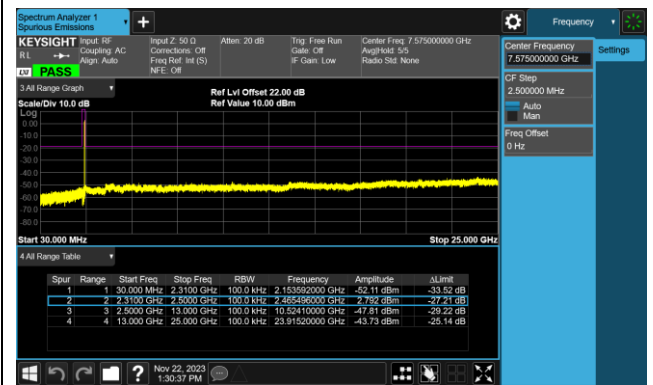 Spectrum Analyzer 1
Spurious Emissions
Frequency
KEYSIGHT Input: RF Input Z: 50 Ω Atten: 20 dB Trig: Free Run Center Freq: 7.575000000 GHz
Coupling: AC Corrections: Off Gate: Off Avg|Hold: 5/5
RL Align: Auto Freq Ref: Int (S) IF Gain: Low Radio Std: None
NFE: Off
LXI PASS
Center Frequency
7.575000000 GHz
Settings
CF Step
2.500000 MHz
Auto
Man
Freq Offset
0 Hz
3 All Range Graph
Ref Lvl Offset 22.00 dB
Scale/Div 10.0 dB Ref Value 10.00 dBm
Log
0.00
-10.0
-20.0
-30.0
-40.0
-50.0
-60.0
-70.0
-80.0
Start 30.000 MHz Stop 25.000 GHz
4 All Range Table
Spur Range Start Freq Stop Freq RBW Frequency Amplitude ΔLimit
1 1 30.000 MHz 2.3100 GHz 100.0 kHz 2.153592000 GHz -52.11 dBm -33.52 dB
2 2 2.3100 GHz 2.5000 GHz 100.0 kHz 2.465496000 GHz 2.792 dBm -27.21 dB
3 3 2.5000 GHz 13.000 GHz 100.0 kHz 10.52410000 GHz -47.81 dBm -29.22 dB
4 4 13.000 GHz 25.000 GHz 100.0 kHz 23.91520000 GHz -43.73 dBm -25.14 dB
Nov 22, 2023
1:30:37 PM